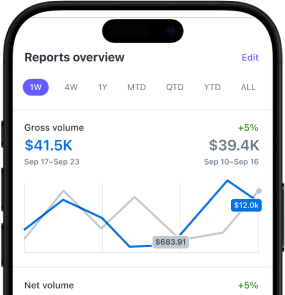 Reports overview Edit
1W 4W 1Y MTD QTD YTD ALL
Gross volume +5%
$41.5K $39.4K
Sep 17–Sep 23 Sep 10–Sep 16
$12.0k
$683.91
Net volume +5%